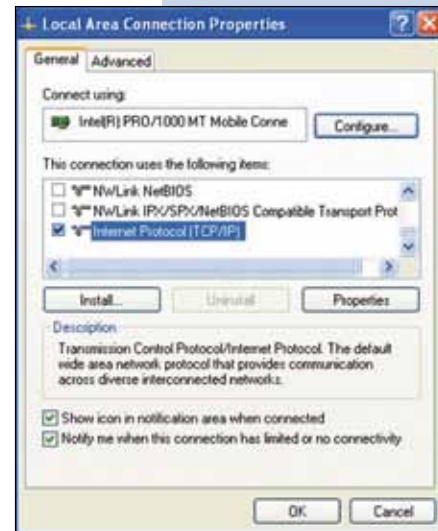 Local Area Connection Properties
General Advanced
Connect using:
Intel(R) PRO/1000 MT Mobile Conne
Configure...
This connection uses the following items:
NWLink NetBIOS
NWLink IPX/SPX/NetBIOS Compatible Transport Prot
Internet Protocol (TCP/IP)
Install... Uninstall Properties
Description
Transmission Control Protocol/Internet Protocol. The default
wide area network protocol that provides communication
across diverse interconnected networks.
Show icon in notification area when connected
Notify me when this connection has limited or no connectivity
OK Cancel